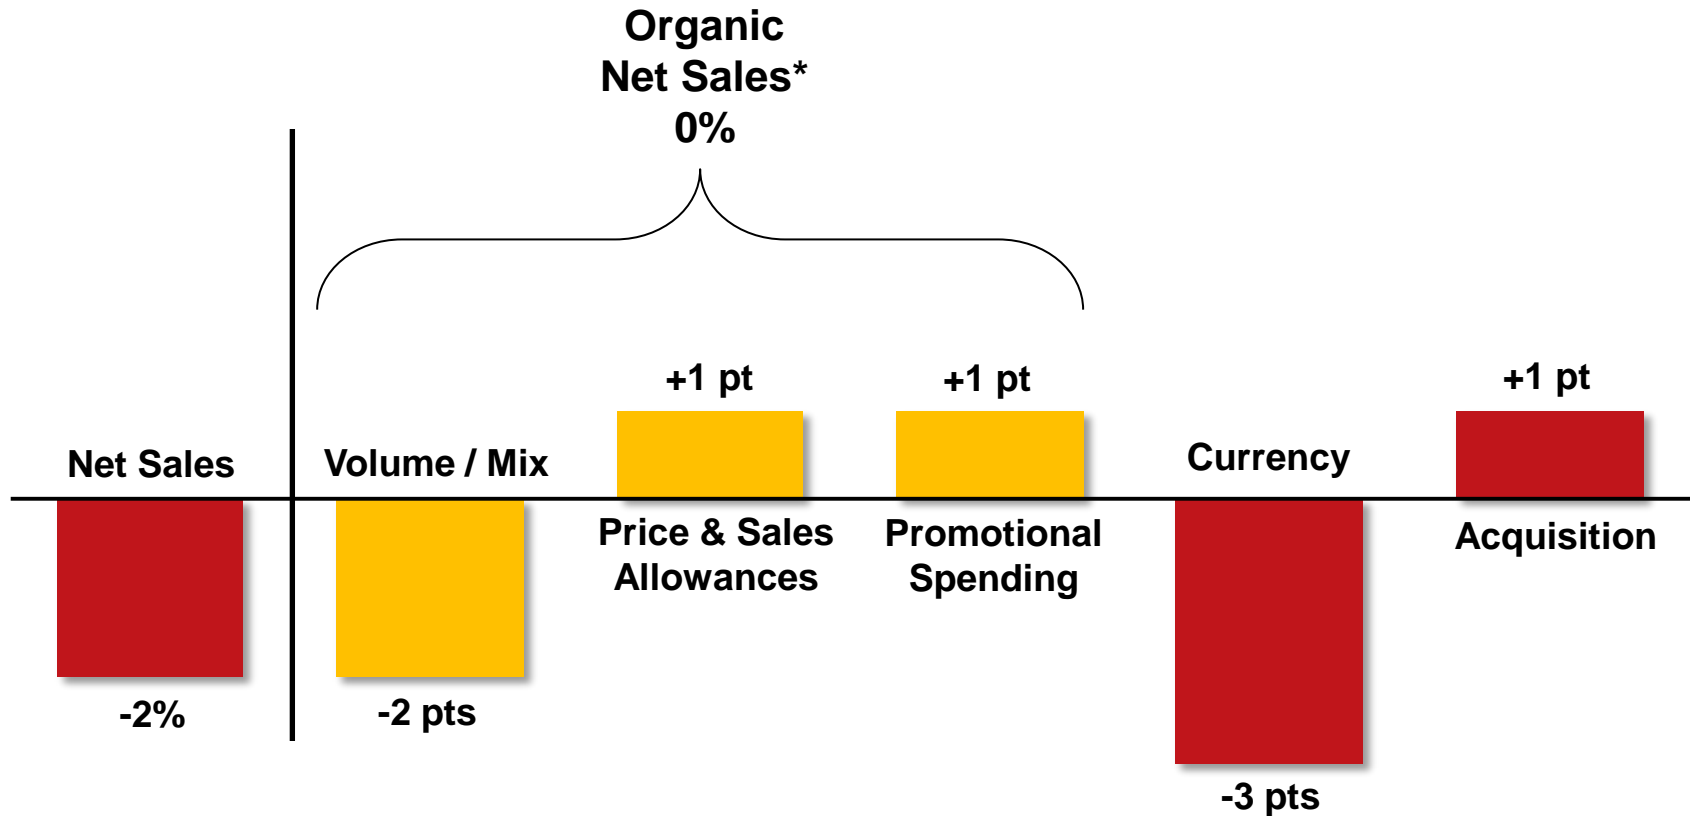 Organic
Net Sales*
0%
+1 pt
+1 pt
+1 pt
Net Sales
Volume / Mix
Currency
Price & Sales
Allowances
Promotional
Spending
Acquisition
-2%
-2 pts
-3 pts